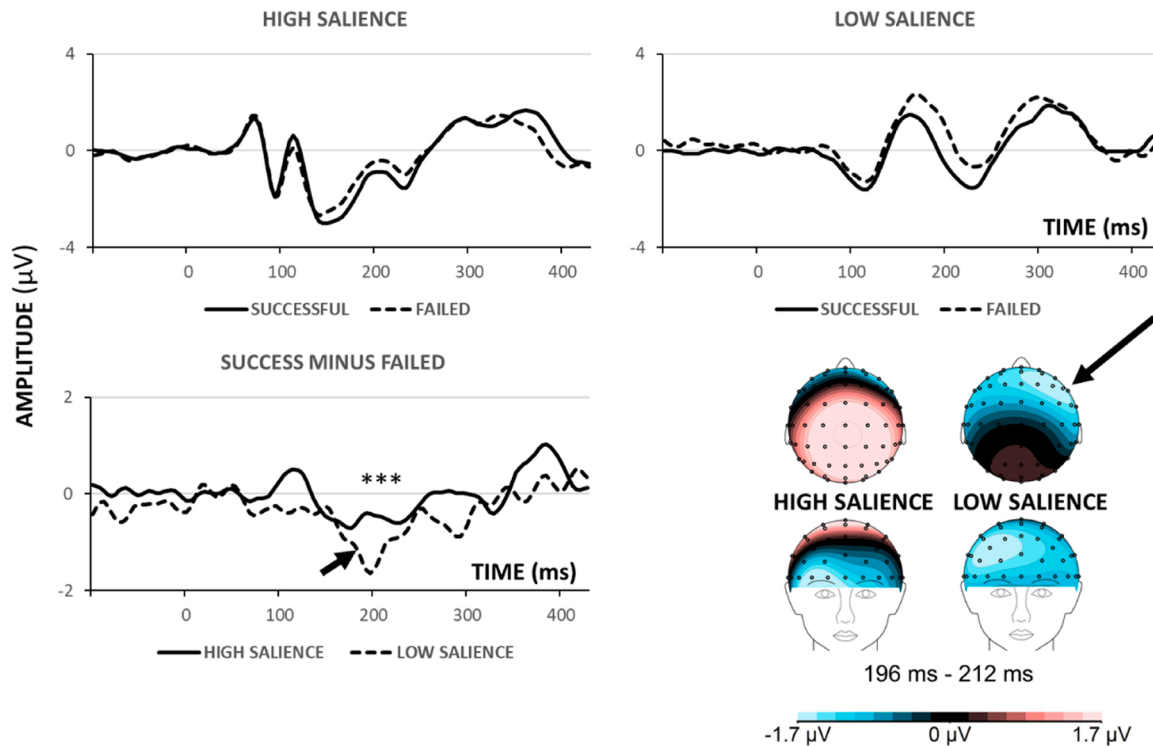 HIGH SALIENCE
4
0
-4
0 100 200 300 400
SUCCESSFUL FAILED
LOW SALIENCE
4
0
-4
TIME (ms)
0 100 200 300 400
SUCCESSFUL FAILED
AMPLITUDE (µV)
SUCCESS MINUS FAILED
2
0
-2
***
TIME (ms)
0 100 200 300 400
HIGH SALIENCE LOW SALIENCE
HIGH SALIENCE LOW SALIENCE
196 ms - 212 ms
-1.7 µV 0 µV 1.7 µV